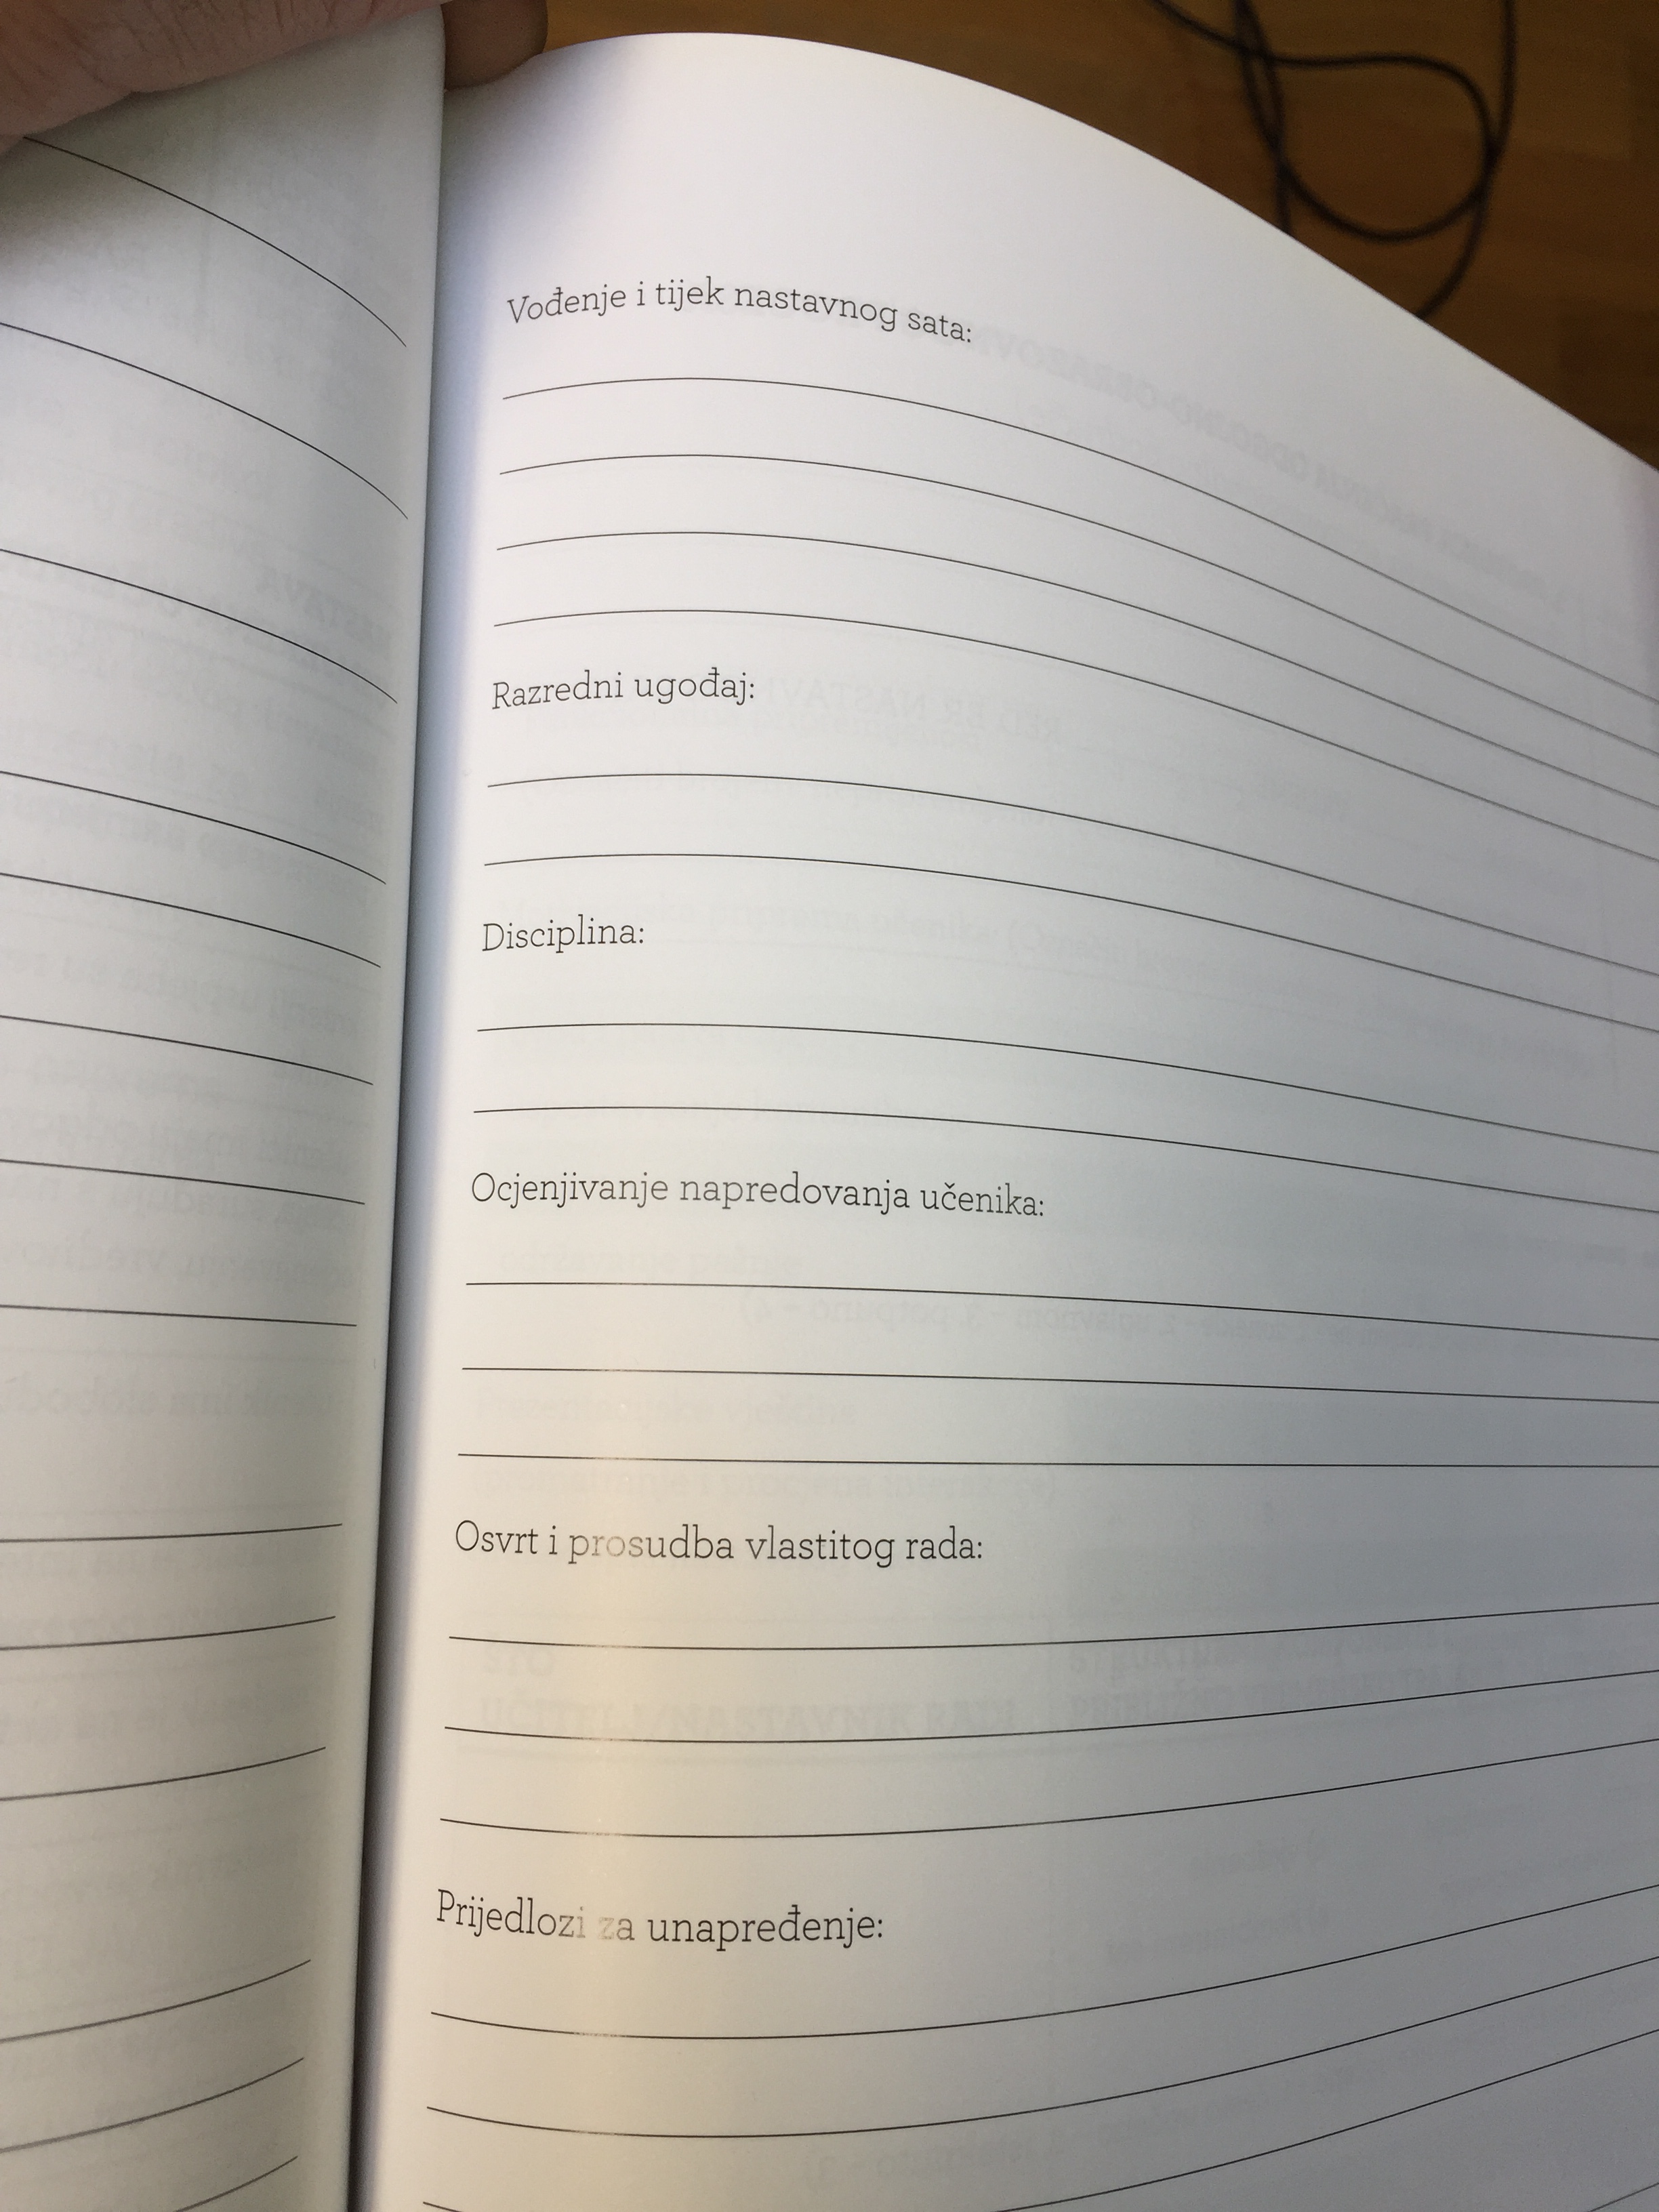 Vođenje i tijek nastavnog sata:
Razredni ugođaj:
Disciplina:
Ocjenjivanje napredovanja učenika:
Osvrt i prosudba vlastitog rada:
Prijedlozi za unapređenje: